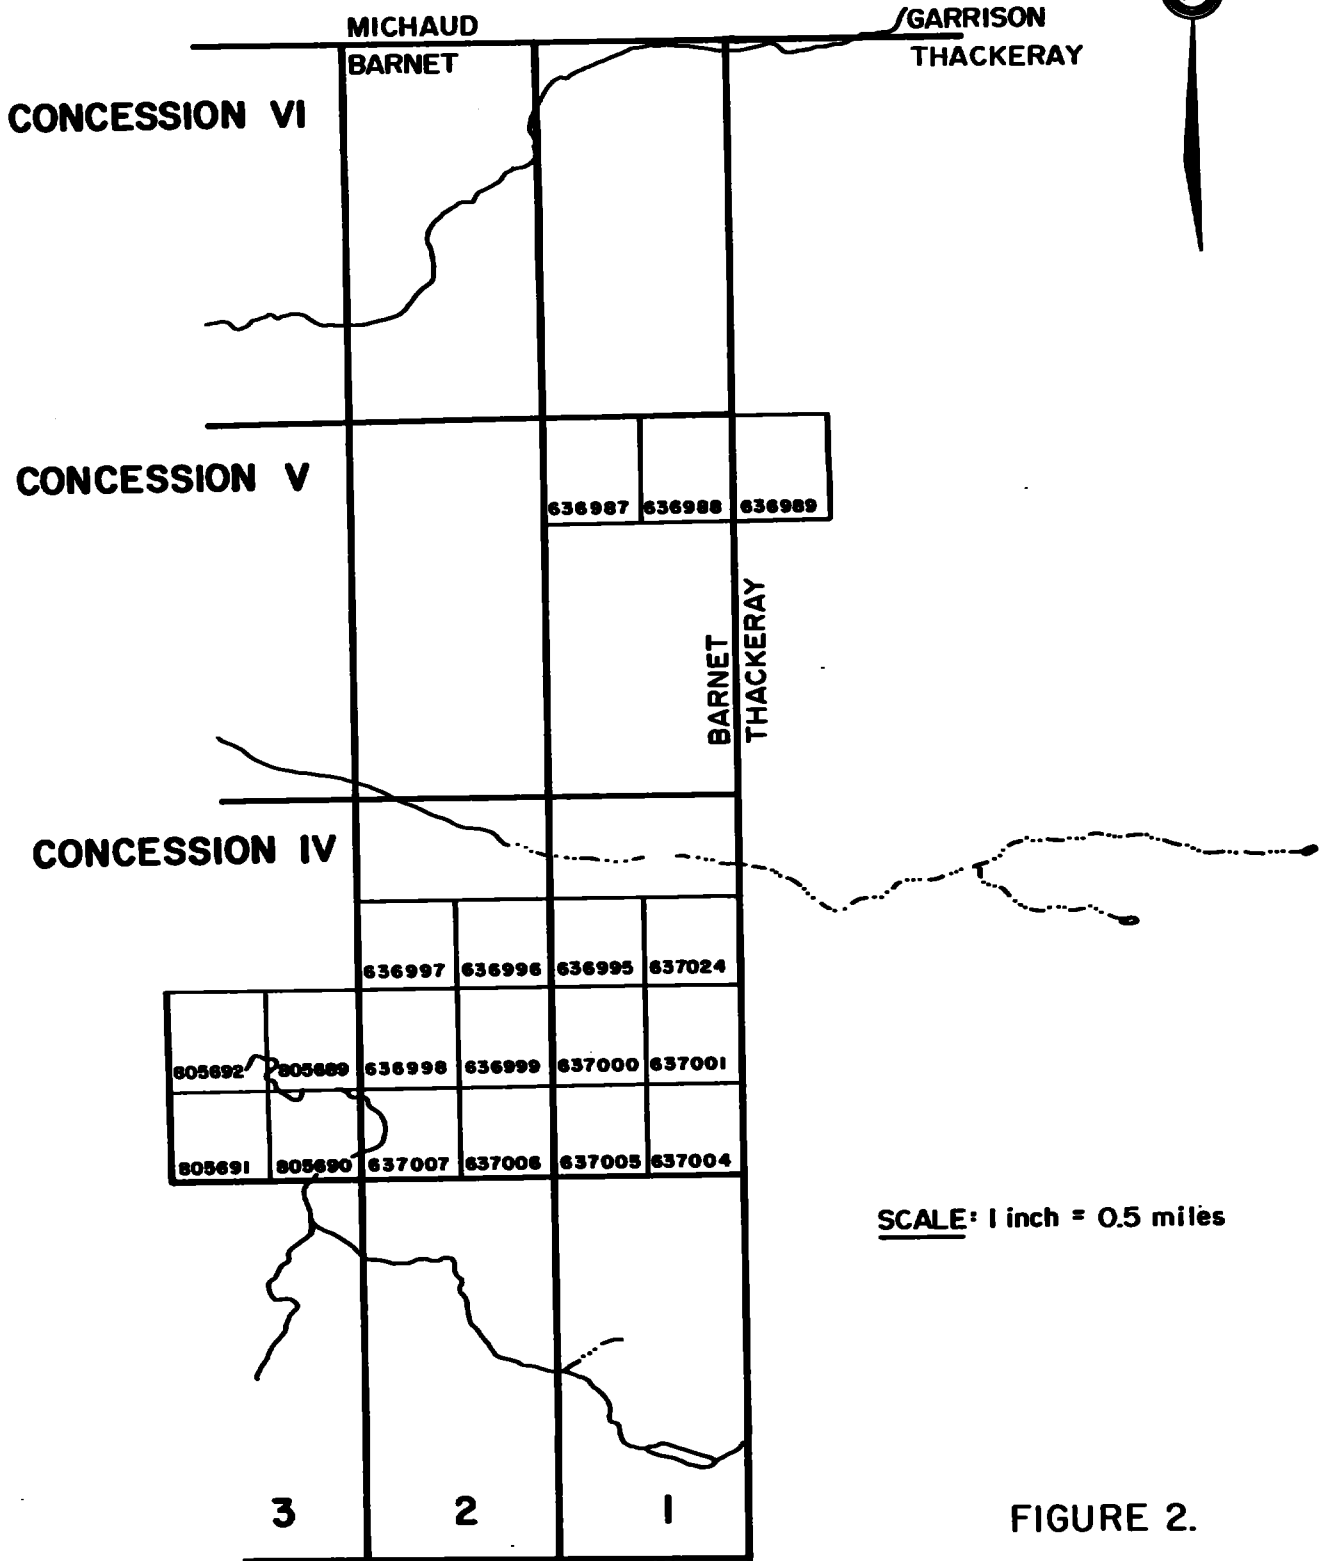 MICHAUD
GARRISON
BARNET
THACKERAY
CONCESSION VI
CONCESSION V
636987 636988 636989
BARNET
THACKERAY
CONCESSION IV
636997 636996 636995 637024
805692 805689 636998 636999 637000 637001
805691 805690 637007 637006 637005 637004
SCALE: 1 inch = 0.5 miles
3 2 1
FIGURE 2.